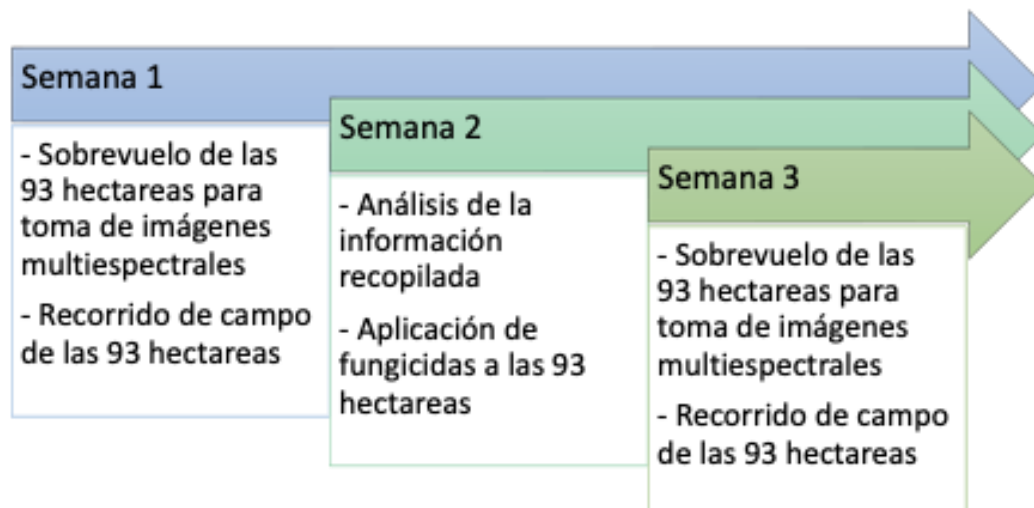 Semana 1
- Sobrevuelo de las
93 hectareas para
toma de imágenes
multiespectrales
- Recorrido de campo
de las 93 hectareas
Semana 2
- Análisis de la
información
recopilada
- Aplicación de
fungicidas a las 93
hectareas
Semana 3
- Sobrevuelo de las
93 hectareas para
toma de imágenes
multiespectrales
- Recorrido de campo
de las 93 hectareas